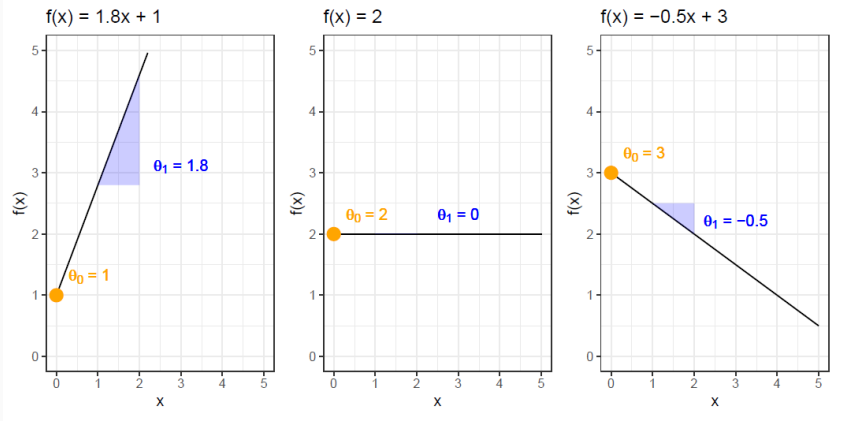 f(x) = 1.8x + 1
5
4
3
2
1
0
f(x)
θ₁ = 1.8
θ₀ = 1
0 1 2 3 4 5
x
f(x) = 2
5
4
3
2
1
0
f(x)
θ₀ = 2 θ₁ = 0
0 1 2 3 4 5
x
f(x) = −0.5x + 3
5
4
3
2
1
0
f(x)
θ₀ = 3
θ₁ = −0.5
0 1 2 3 4 5
x